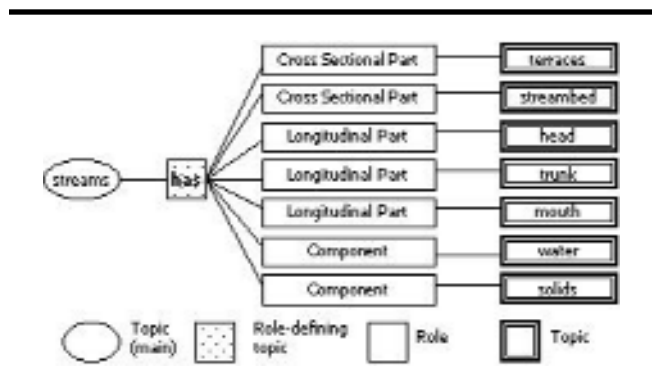 Cross Sectional Part terraces
Cross Sectional Part streambed
Longitudinal Part head
streams has Longitudinal Part trunk
Longitudinal Part mouth
Component water
Component solids
Topic (main) Role-defining topic Role Topic